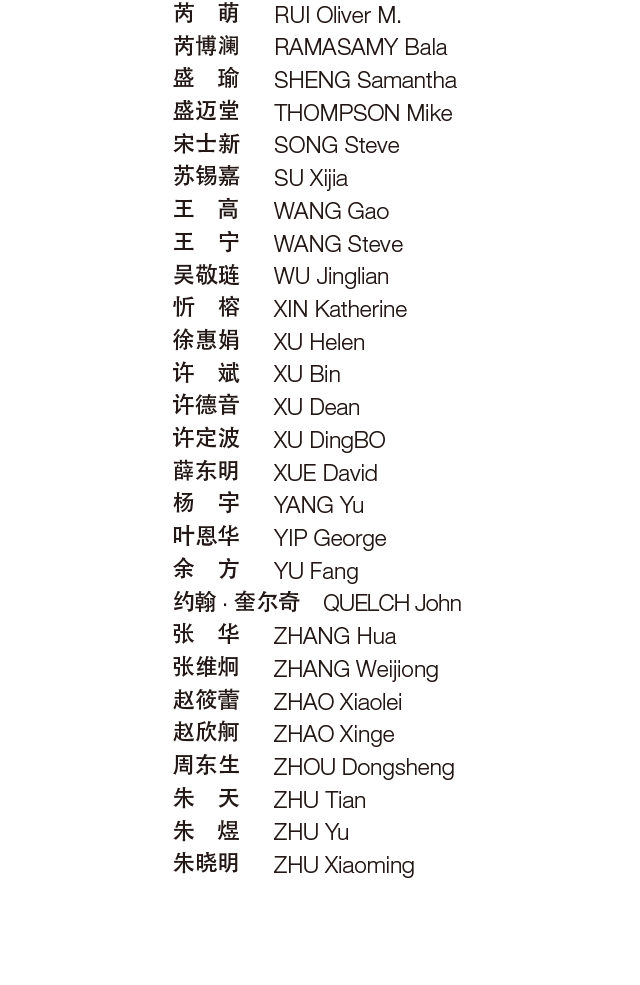 芮　萌 RUI Oliver M.
芮博澜 RAMASAMY Bala
盛　瑜 SHENG Samantha
盛迈堂 THOMPSON Mike
宋士新 SONG Steve
苏锡嘉 SU Xijia
王　高 WANG Gao
王　宁 WANG Steve
吴敬琏 WU Jinglian
忻　榕 XIN Katherine
徐惠娟 XU Helen
许　斌 XU Bin
许德音 XU Dean
许定波 XU DingBO
薛东明 XUE David
杨　宇 YANG Yu
叶恩华 YIP George
余　方 YU Fang
约翰·奎尔奇 QUELCH John
张　华 ZHANG Hua
张维炯 ZHANG Weijiong
赵筱蕾 ZHAO Xiaolei
赵欣舸 ZHAO Xinge
周东生 ZHOU Dongsheng
朱　天 ZHU Tian
朱　煜 ZHU Yu
朱晓明 ZHU Xiaoming